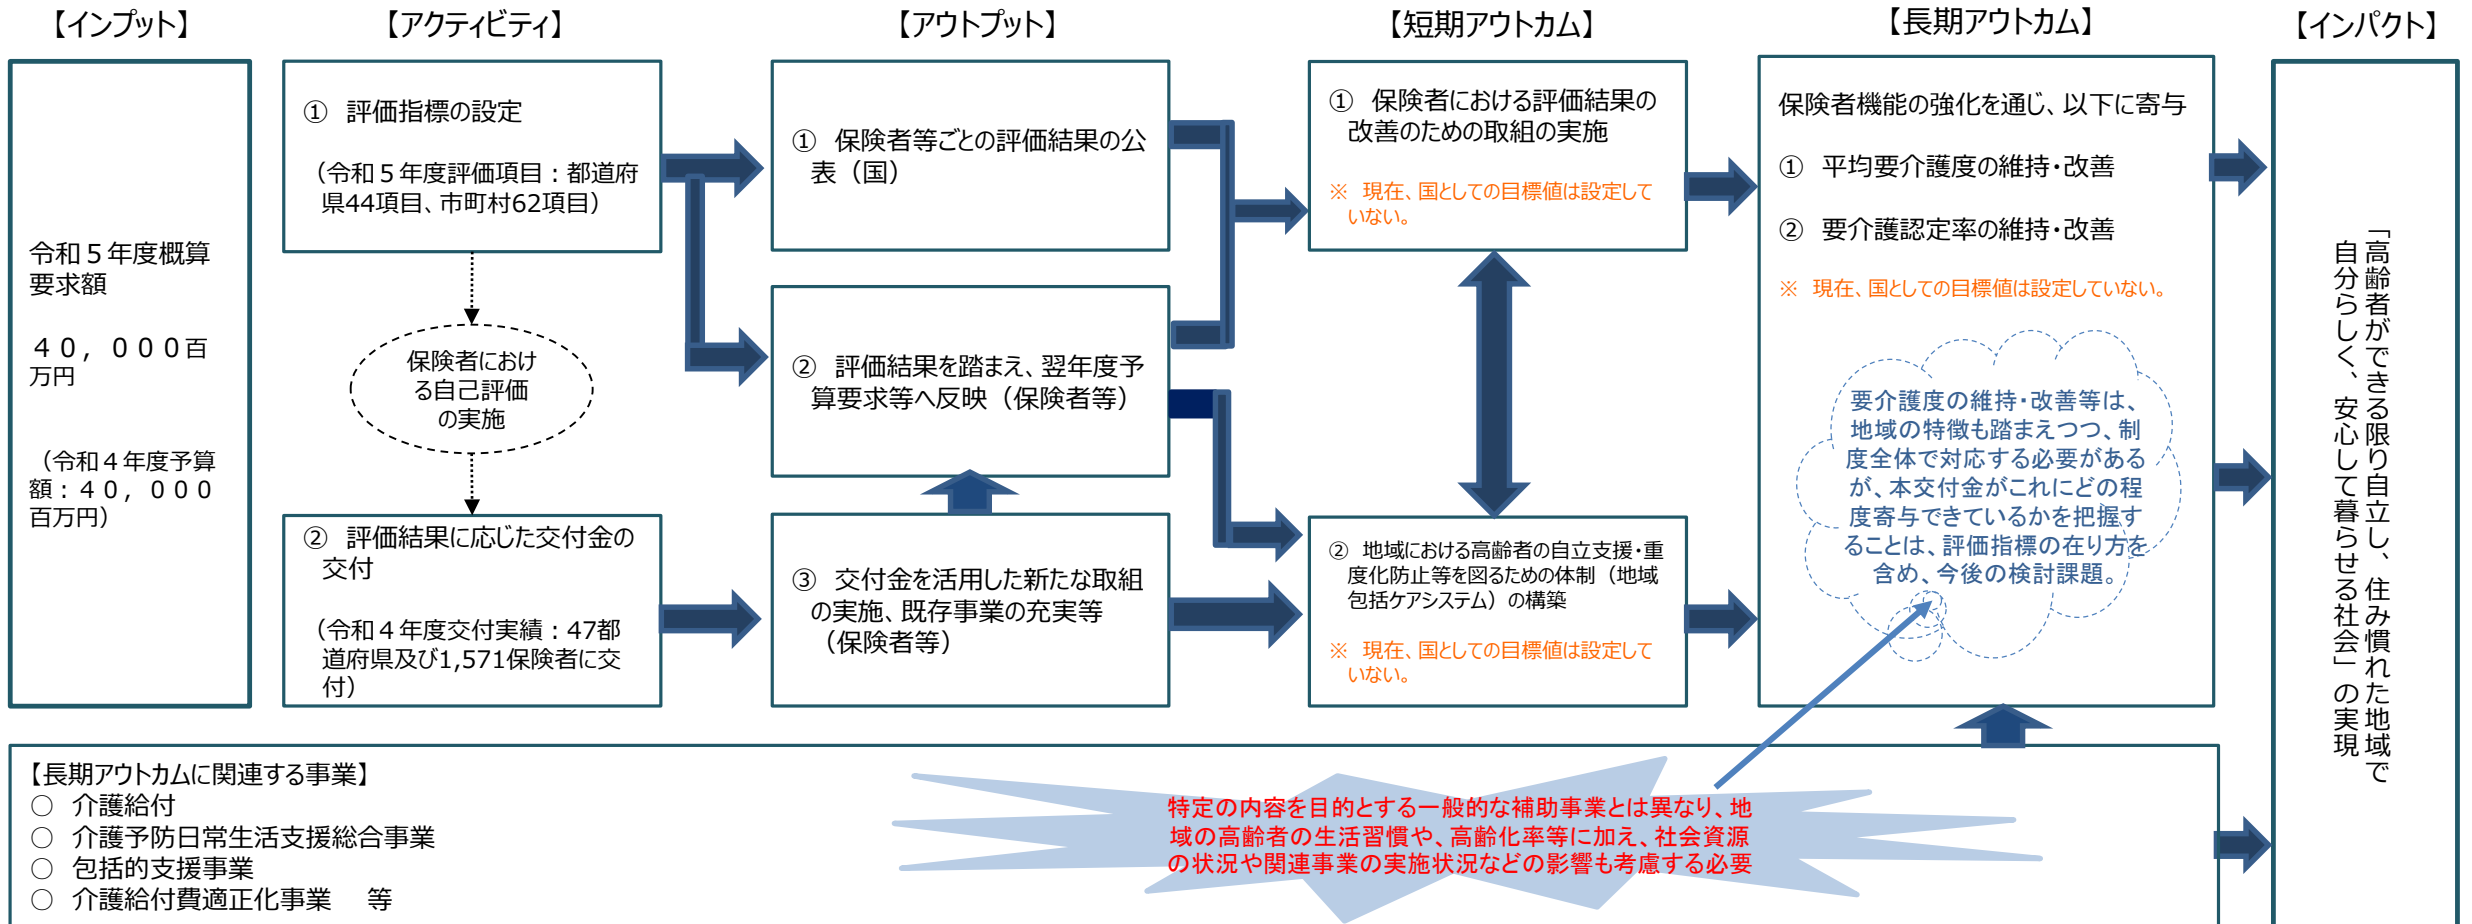 【インプット】
【アクティビティ】
【アウトプット】
【短期アウトカム】
【長期アウトカム】
【インパクト】
令和５年度概算
要求額
４０，０００百
万円
（令和４年度予算
額：４０，０００
百万円）
① 評価指標の設定
（令和５年度評価項目：都道府
県44項目、市町村62項目）
保険者におけ
る自己評価
の実施
② 評価結果に応じた交付金の
交付
（令和４年度交付実績：47都
道府県及び1,571保険者に交
付）
① 保険者等ごとの評価結果の公
表（国）
② 評価結果を踏まえ、翌年度予
算要求等へ反映（保険者等）
③ 交付金を活用した新たな取組
の実施、既存事業の充実等
（保険者等）
① 保険者における評価結果の
改善のための取組の実施
※ 現在、国としての目標値は設定して
いない。
② 地域における高齢者の自立支援・重
度化防止等を図るための体制（地域
包括ケアシステム）の構築
※ 現在、国としての目標値は設定して
いない。
保険者機能の強化を通じ、以下に寄与
① 平均要介護度の維持・改善
② 要介護認定率の維持・改善
※ 現在、国としての目標値は設定していない。
要介護度の維持・改善等は、
地域の特徴も踏まえつつ、制
度全体で対応する必要がある
が、本交付金がこれにどの程
度寄与できているかを把握す
ることは、評価指標の在り方を
含め、今後の検討課題。
「高齢者ができる限り自立し、住み慣れた地域で
自分らしく、安心して暮らせる社会」の実現
【長期アウトカムに関連する事業】
○ 介護給付
○ 介護予防日常生活支援総合事業
○ 包括的支援事業
○ 介護給付費適正化事業 等
特定の内容を目的とする一般的な補助事業とは異なり、地
域の高齢者の生活習慣や、高齢化率等に加え、社会資源
の状況や関連事業の実施状況などの影響も考慮する必要